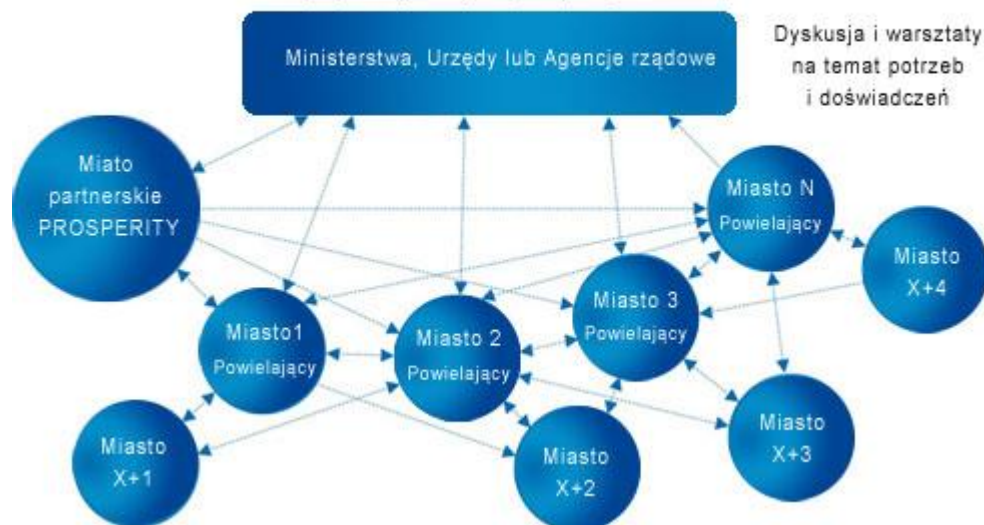 Ministerstwa, Urzędy lub Agencje rządowe
Dyskusja i warsztaty
na temat potrzeb
i doświadczeń
Miato
partnerskie
PROSPERITY
Miasto N
Powielający
Miasto
X+4
Miasto 3
Powielający
Miasto1
Powielający
Miasto 2
Powielający
Miasto
X+1
Miasto
X+2
Miasto
X+3